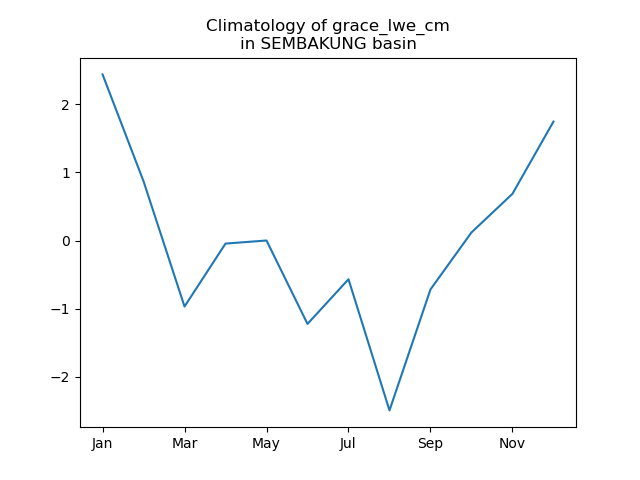 Climatology of grace_lwe_cm
in SEMBAKUNG basin
2
1
0
−1
−2
Jan Mar May Jul Sep Nov